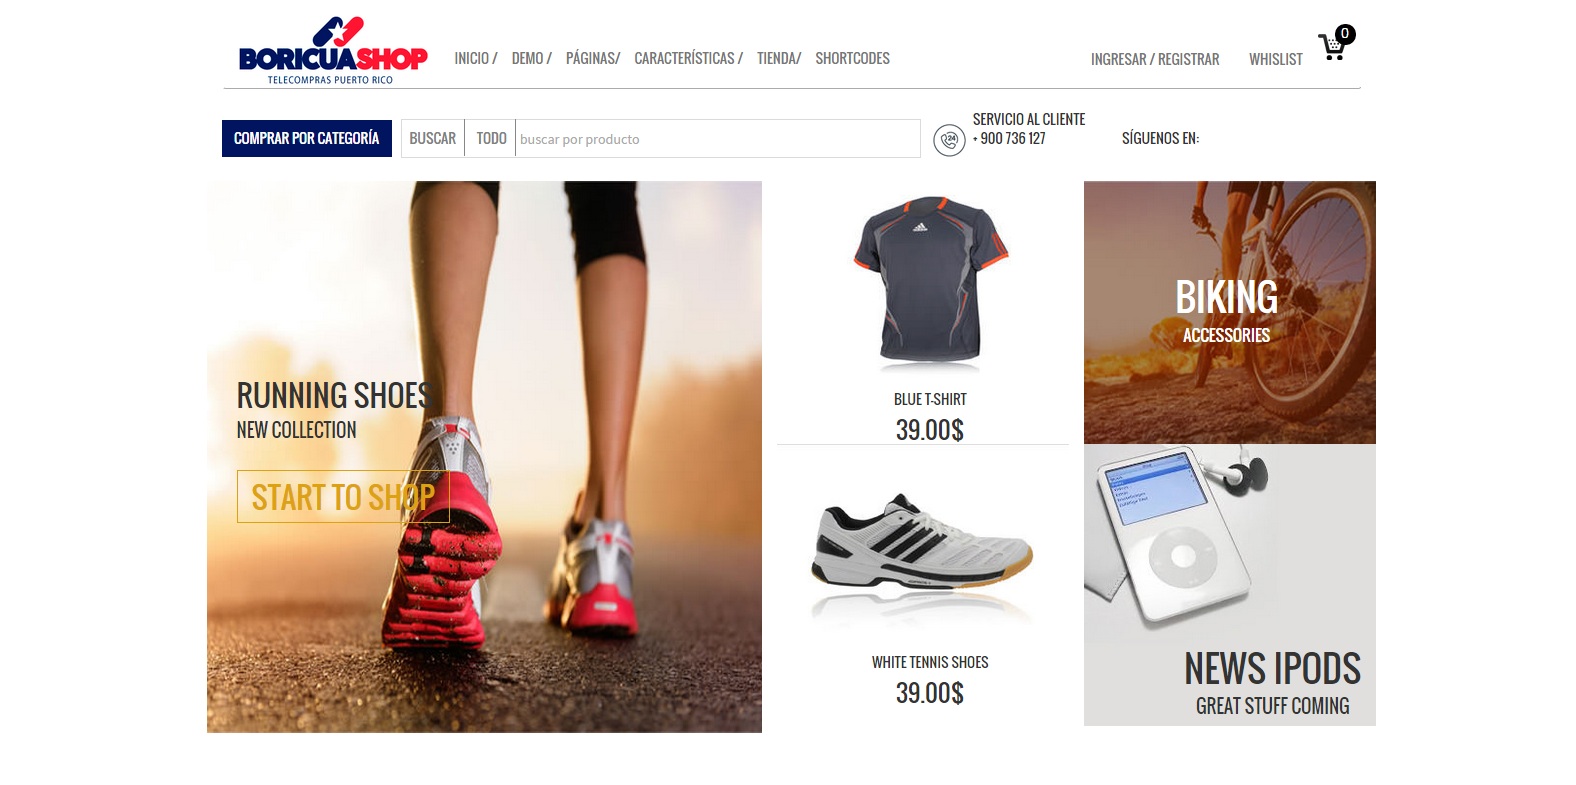 BORICUASHOP
TELECOMPRAS PUERTO RICO
INICIO / DEMO / PÁGINAS/ CARACTERÍSTICAS / TIENDA/ SHORTCODES
INGRESAR / REGISTRAR WHISLIST 0
COMPRAR POR CATEGORÍA BUSCAR TODO buscar por producto
24
SERVICIO AL CLIENTE
+ 900 736 127
SÍGUENOS EN:
RUNNING SHOES
NEW COLLECTION
START TO SHOP
adidas
BLUE T-SHIRT
39.00$
WHITE TENNIS SHOES
39.00$
BIKING
ACCESSORIES
NEWS IPODS
GREAT STUFF COMING